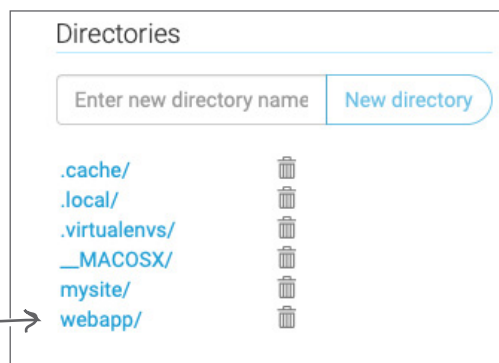 Directories
Enter new directory name New directory
.cache/
.local/
.virtualenvs/
__MACOSX/
mysite/
webapp/